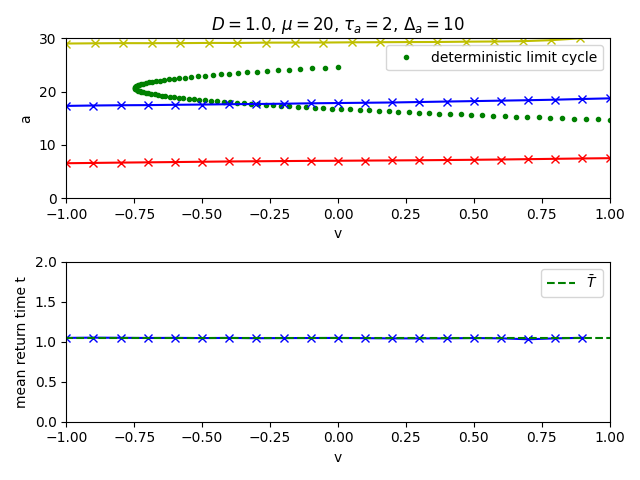 D = 1.0, μ = 20, τₐ = 2, Δₐ = 10
30
20
10
0
a
deterministic limit cycle
−1.00 −0.75 −0.50 −0.25 0.00 0.25 0.50 0.75 1.00
v
2.0
1.5
1.0
0.5
0.0
mean return time t
T̄
−1.00 −0.75 −0.50 −0.25 0.00 0.25 0.50 0.75 1.00
v